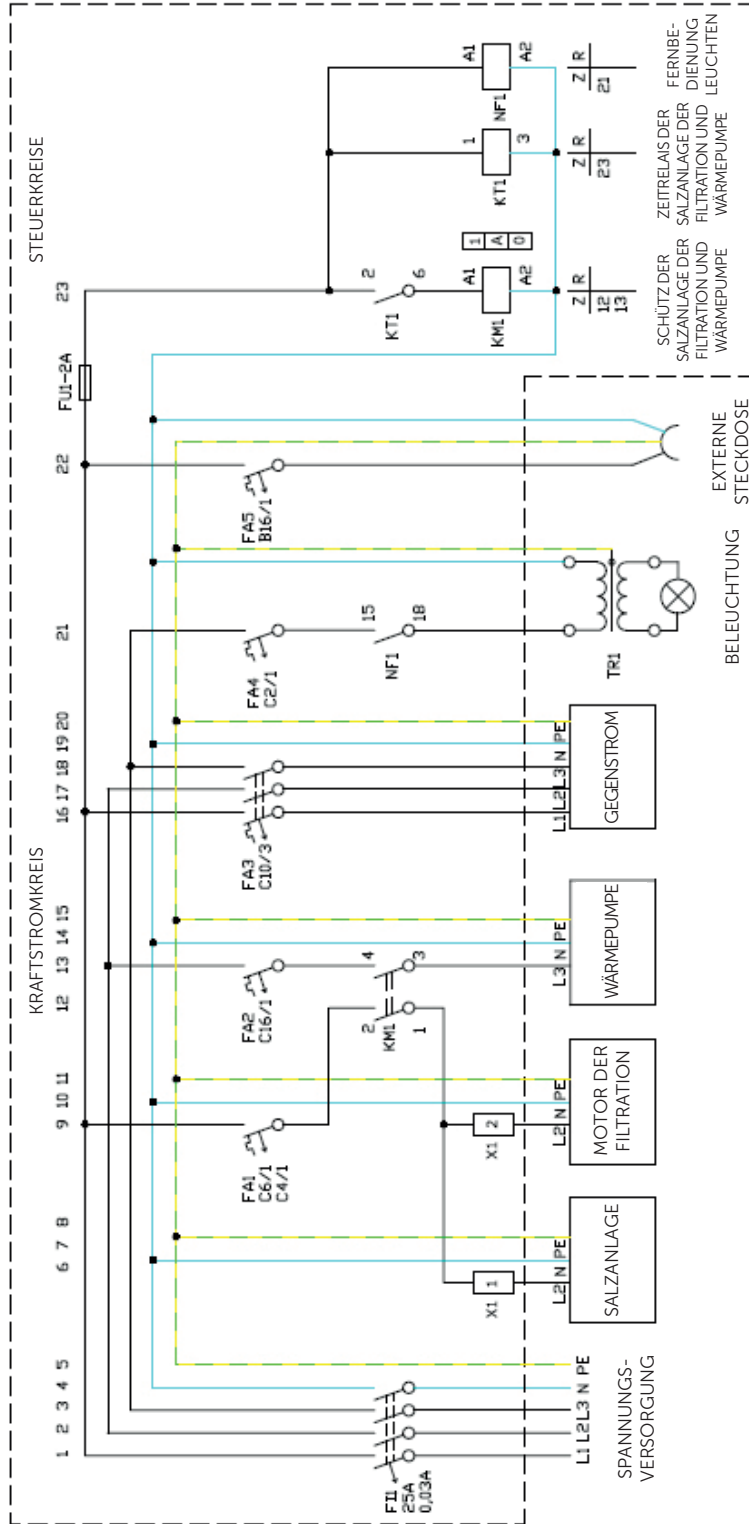 KRAFTSTROMKREIS
STEUERKREISE
1 2 3 4 5 6 7 8 9 10 11 12 13 14 15 16 17 18 19 20 21 22 23
FU1-2A
FI1
25A
0,03A
FA1
C6/1
C4/1
FA2
C16/1
FA3
C10/3
FA4
C2/1
FA5
B16/1
2 1
KM1
4 3
15
NF1
18
2
KT1
6
A1
KM1
A2
1
A
0
1
KT1
3
A1
NF1
A2
X1 1
X1 2
L1 L2 L3 N PE
SPANNUNGS-
VERSORGUNG
L2 N PE
SALZANLAGE
L2 N PE
MOTOR DER
FILTRATION
L3 N PE
WÄRMEPUMPE
L1 L2 L3 N PE
GEGENSTROM
TR1
BELEUCHTUNG
EXTERNE
STECKDOSE
Z R
12
13
SCHÜTZ DER
SALZANLAGE DER
FILTRATION UND
WÄRMEPUMPE
Z R
23
ZEITRELAIS DER
SALZANLAGE DER
FILTRATION UND
WÄRMEPUMPE
Z R
21
FERNBE-
DIENUNG
LEUCHTEN